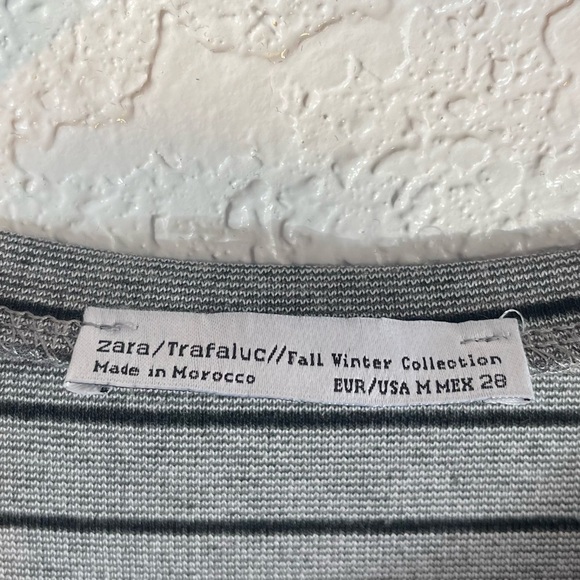 zara/Trafaluc//Fall Winter Collection
Made in Morocco EUR/USA M MEX 28